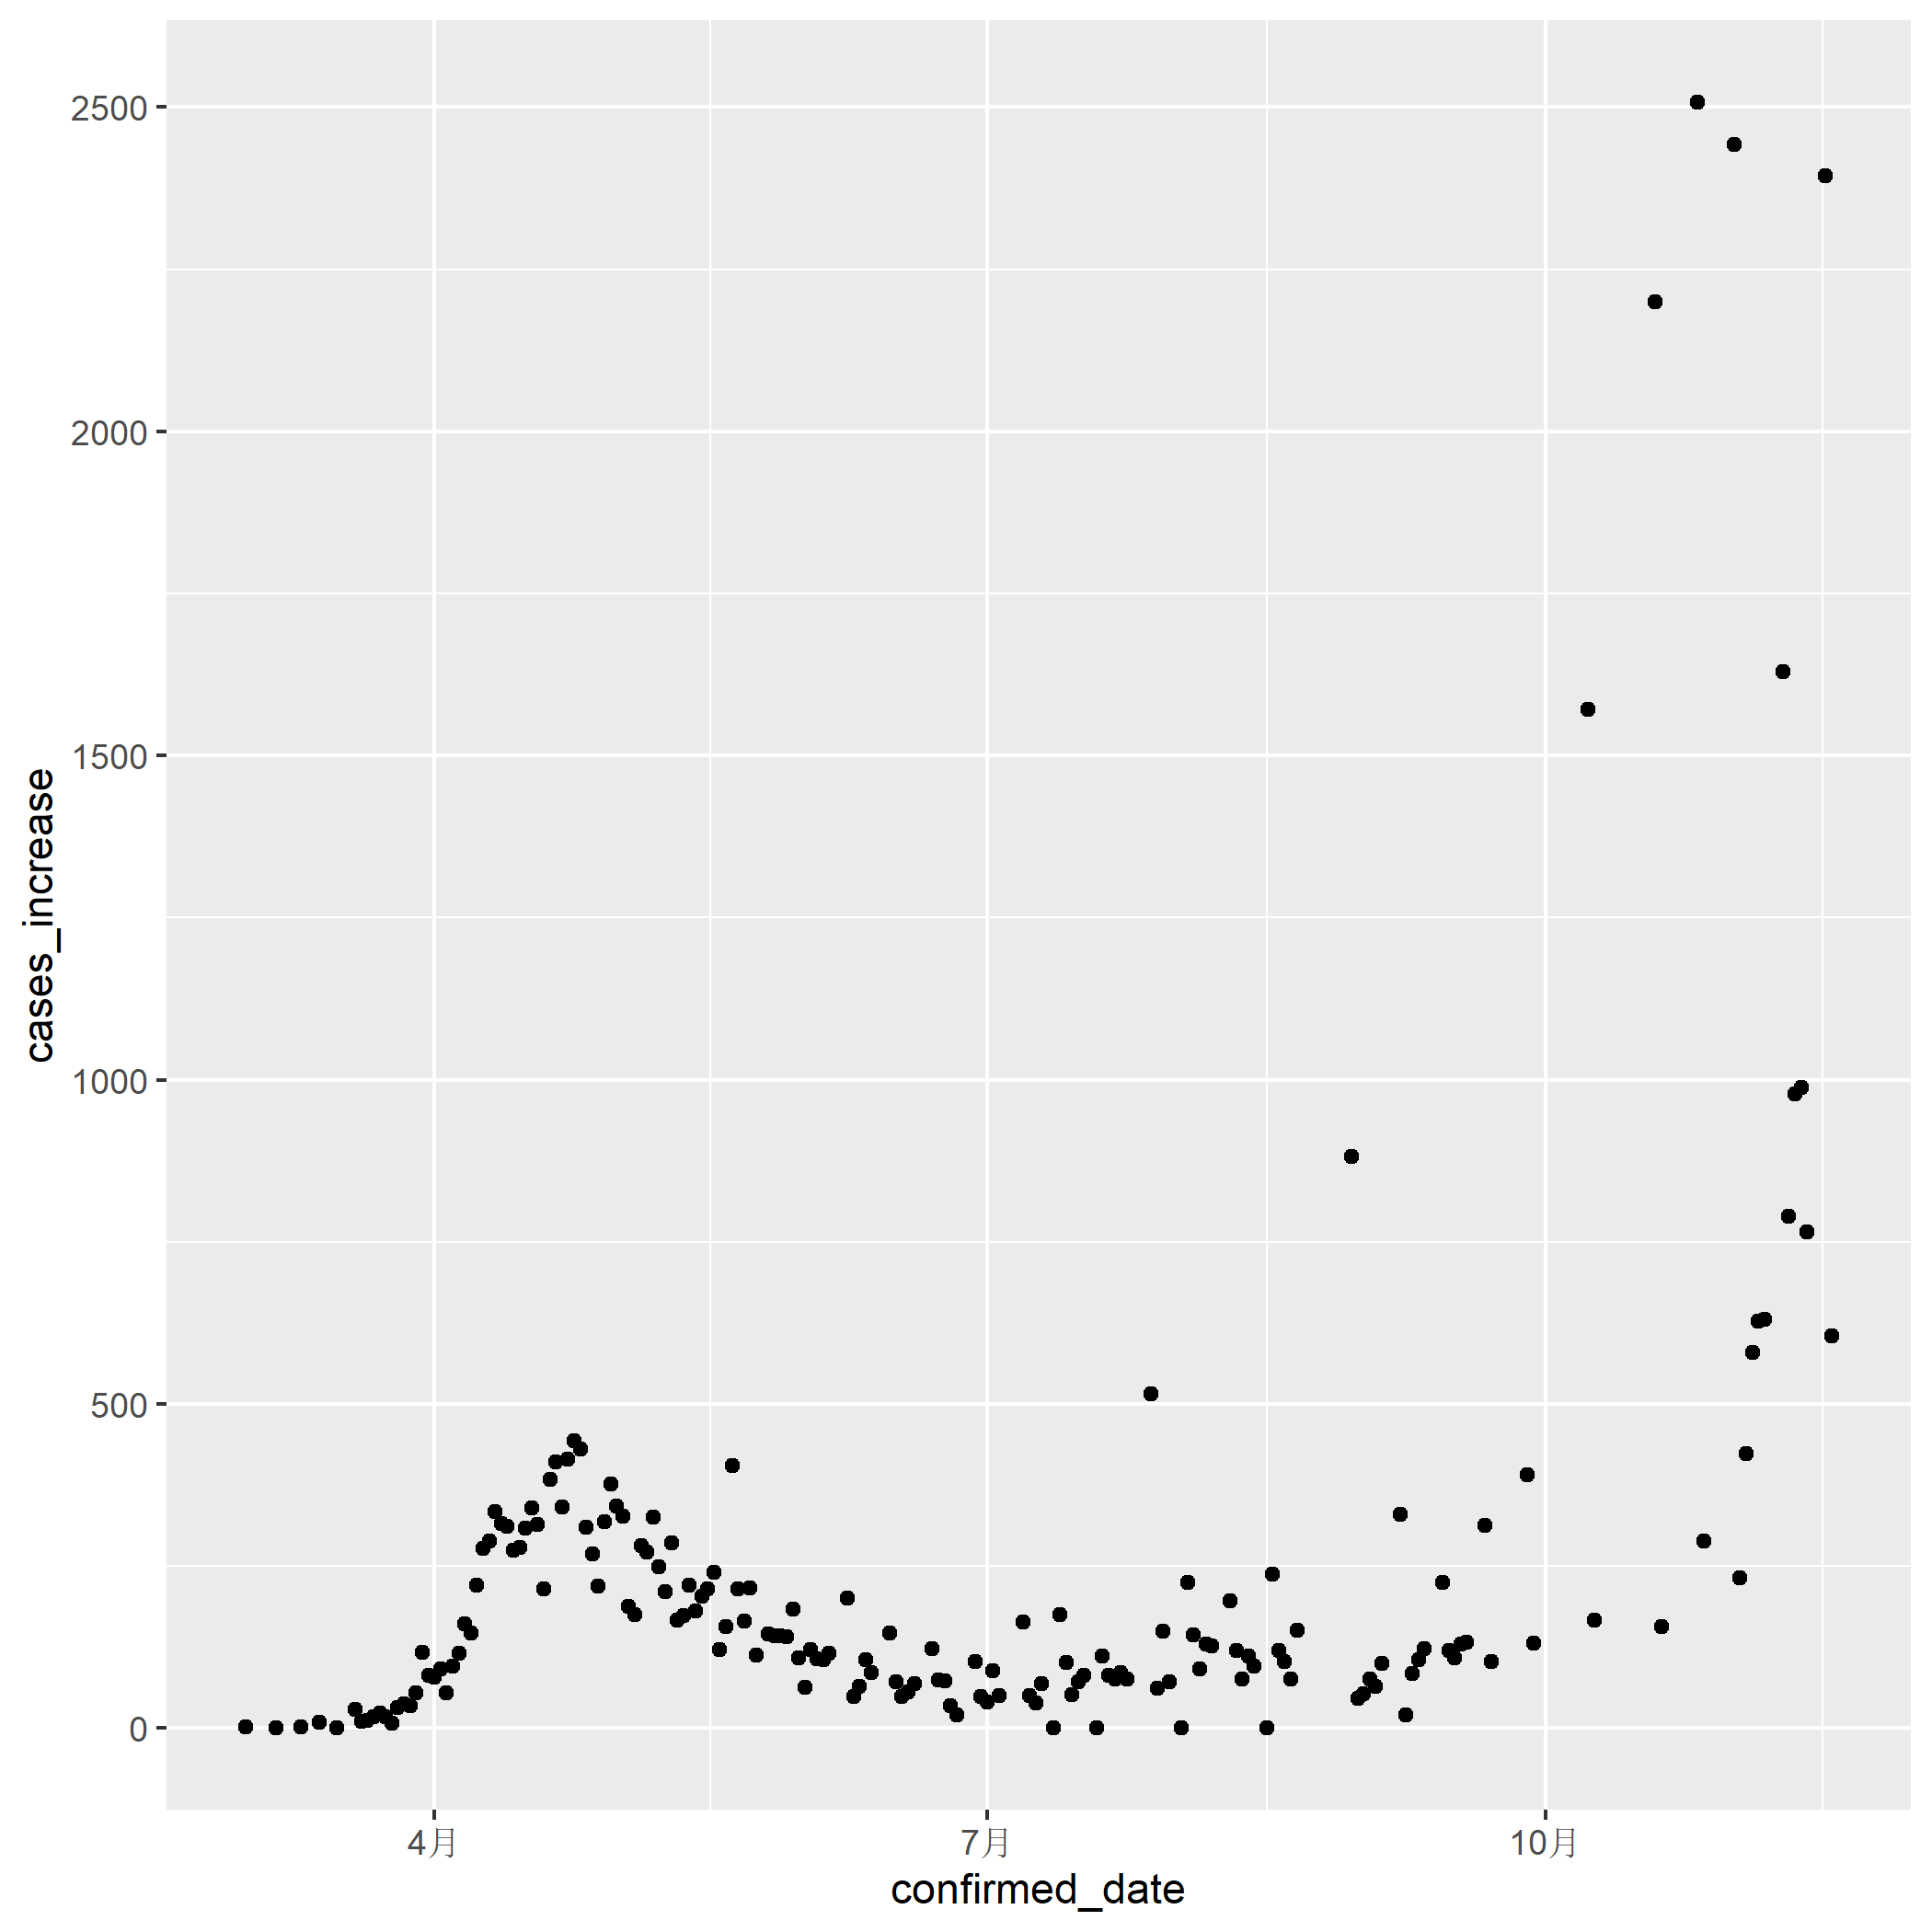 cases_increase
2500
2000
1500
1000
500
0
4月
7月
10月
confirmed_date